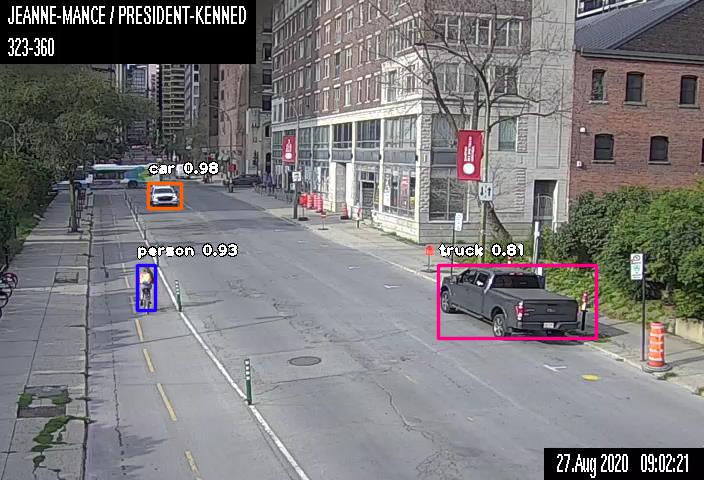 JEANNE-MANCE / PRESIDENT-KENNED
323-360
car 0.98
person 0.93
truck 0.81
27.Aug 2020 09:02:21